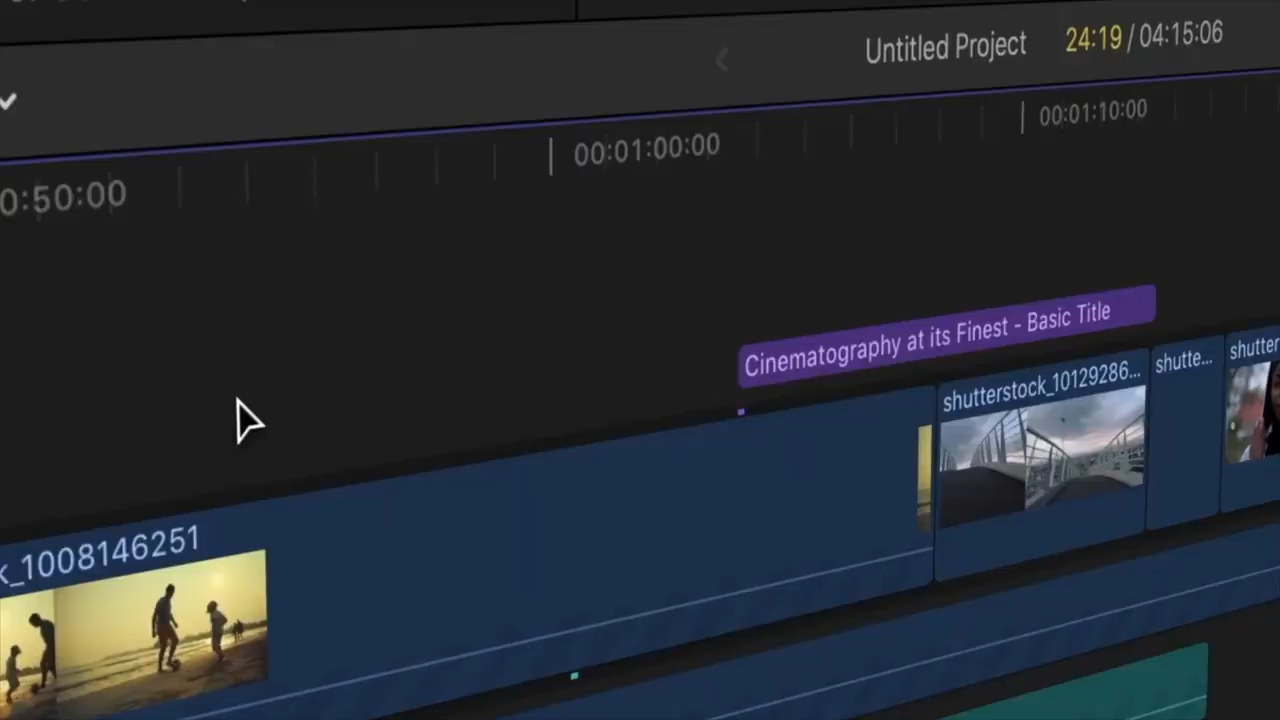 Untitled Project 24:19 / 04:15:06
0:50:00 00:01:00:00 00:01:10:00
Cinematography at its Finest - Basic Title
k_1008146251 shutterstock_10129286... shutte... shutter